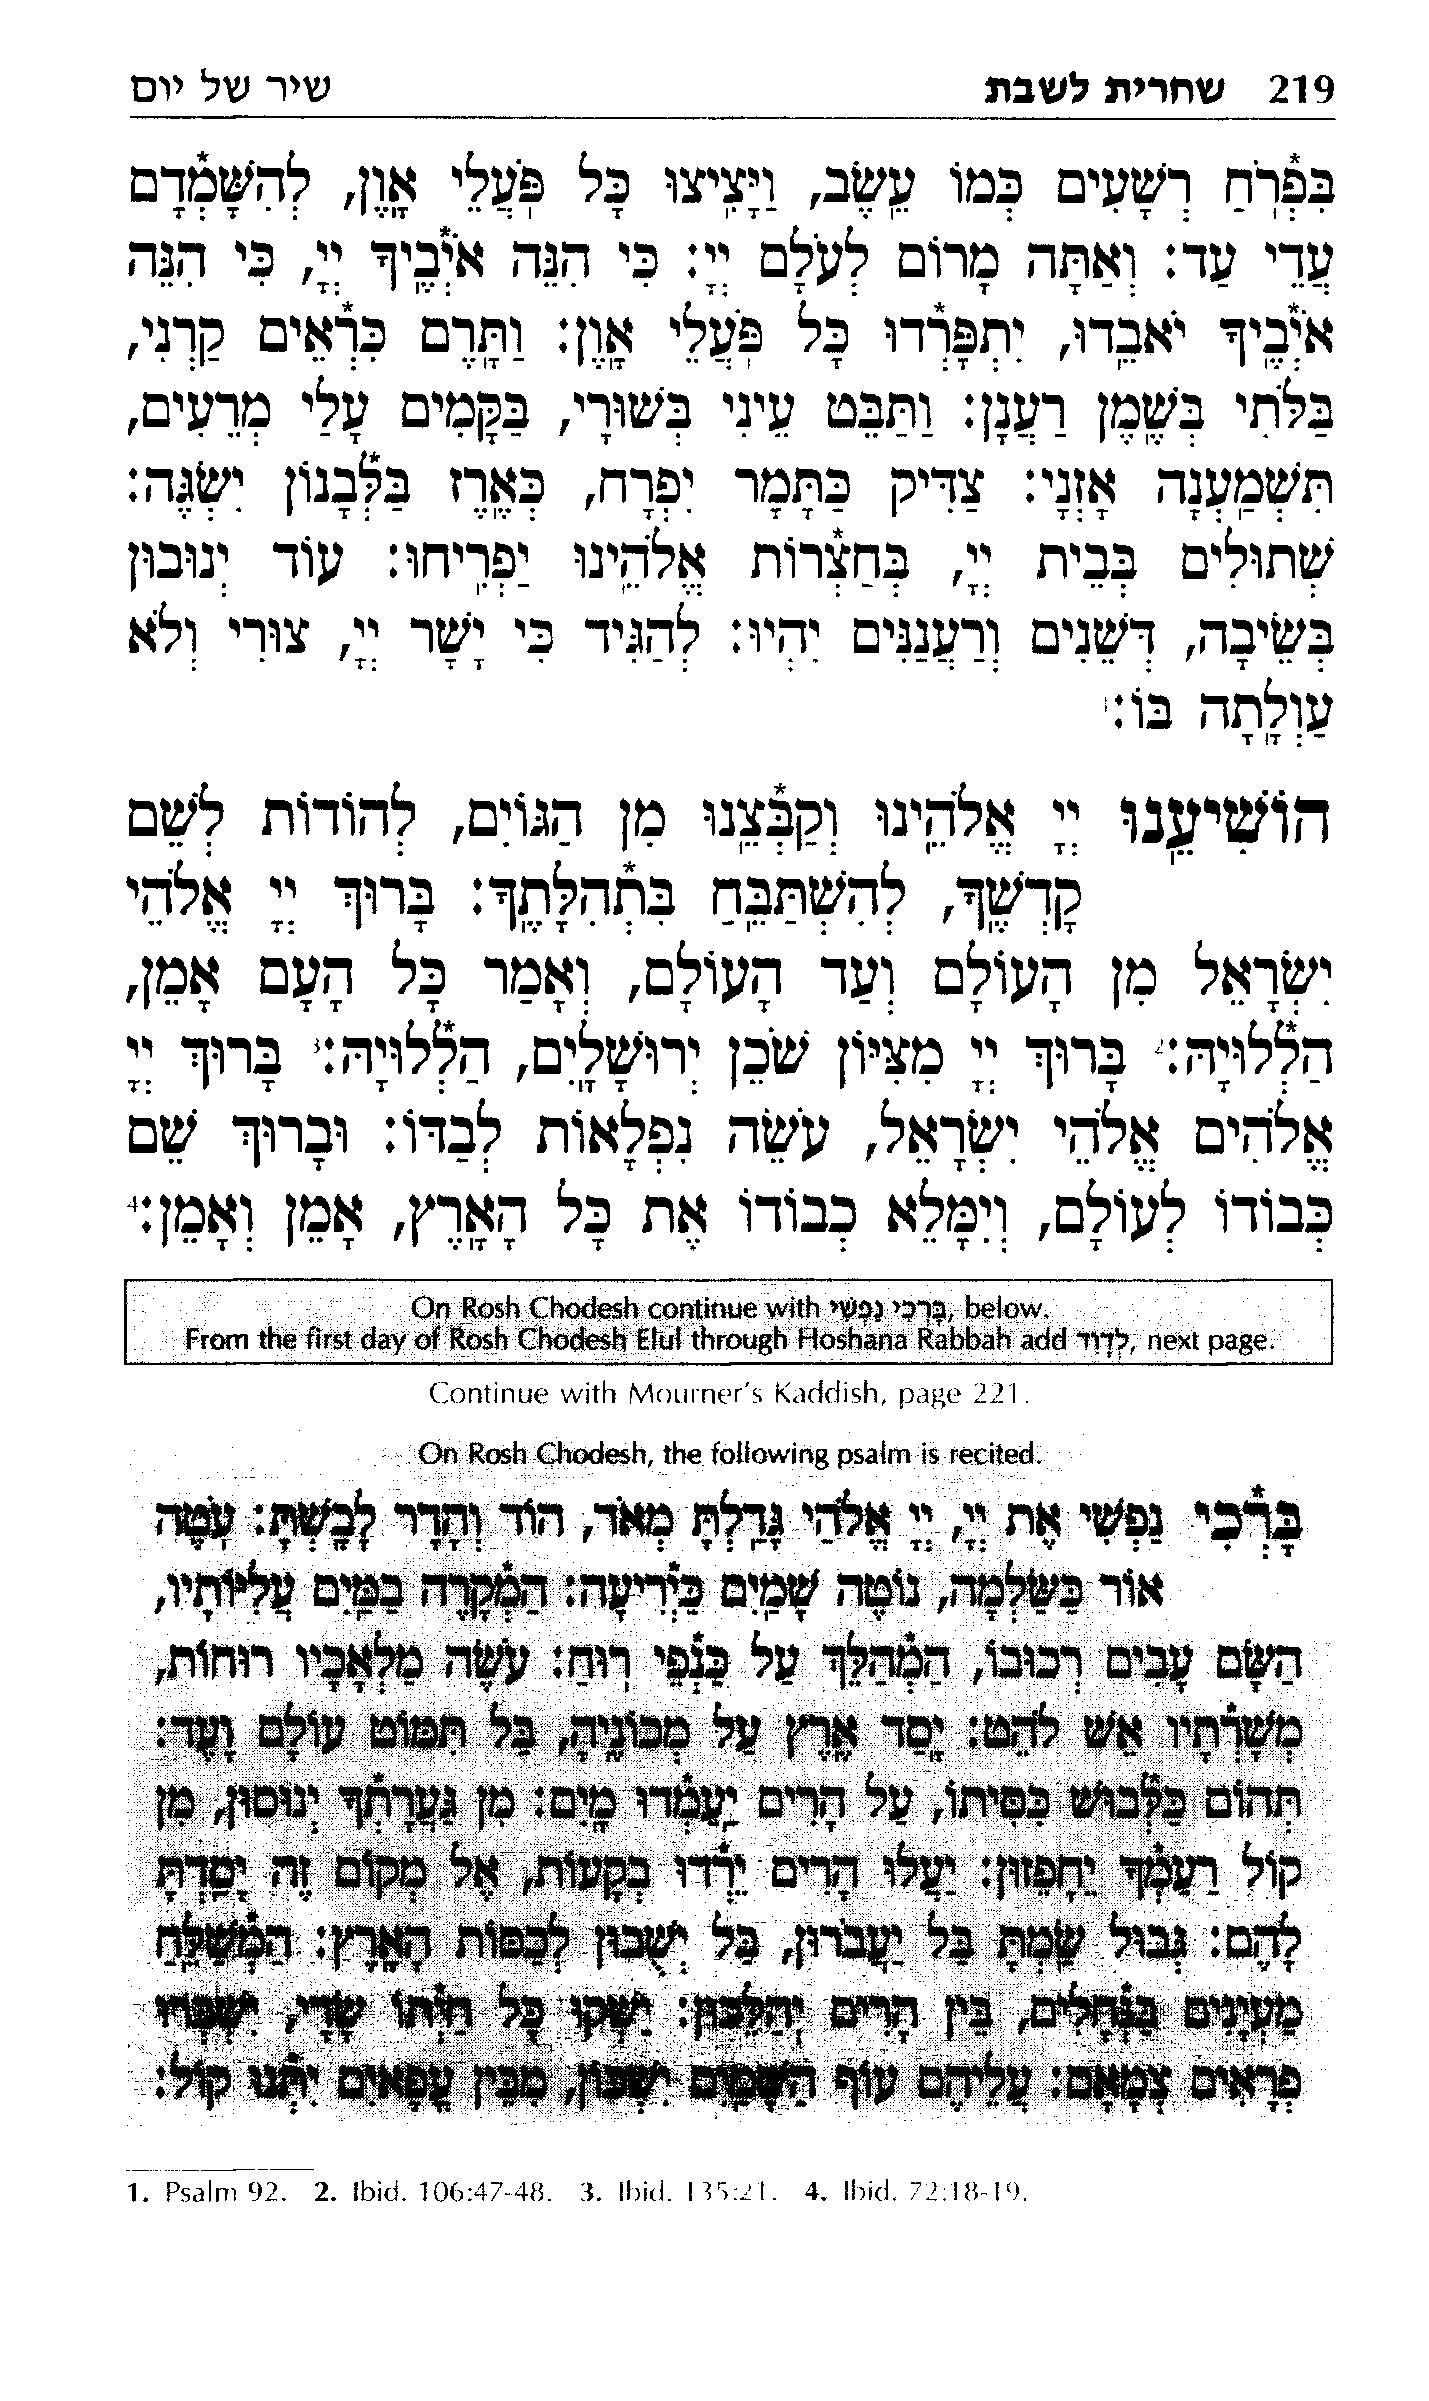 219 שחרית לשבת שיר של יום
בִּפְרֹחַ רְשָׁעִים כְּמוֹ עֵשֶׂב, וַיָּצִיצוּ כָּל פֹּעֲלֵי אָוֶן, לְהִשָּׁמְדָם
עֲדֵי עַד: וְאַתָּה מָרוֹם לְעֹלָם יְיָ: כִּי הִנֵּה אֹיְבֶיךָ יְיָ, כִּי הִנֵּה
אֹיְבֶיךָ יֹאבֵדוּ, יִתְפָּרְדוּ כָּל פֹּעֲלֵי אָוֶן: וַתָּרֶם כִּרְאֵים קַרְנִי,
בַּלֹּתִי בְּשֶׁמֶן רַעֲנָן: וַתַּבֵּט עֵינִי בְּשׁוּרָי, בַּקָּמִים עָלַי מְרֵעִים,
תִּשְׁמַעְנָה אָזְנָי: צַדִּיק כַּתָּמָר יִפְרָח, כְּאֶרֶז בַּלְּבָנוֹן יִשְׂגֶּה:
שְׁתוּלִים בְּבֵית יְיָ, בְּחַצְרוֹת אֱלֹהֵינוּ יַפְרִיחוּ: עוֹד יְנוּבוּן
בְּשֵׂיבָה, דְּשֵׁנִים וְרַעֲנַנִּים יִהְיוּ: לְהַגִּיד כִּי יָשָׁר יְיָ, צוּרִי וְלֹא
עַוְלָתָה בּוֹ:1
הוֹשִׁיעֵנוּ יְיָ אֱלֹהֵינוּ וְקַבְּצֵנוּ מִן הַגּוֹיִם, לְהוֹדוֹת לְשֵׁם
קָדְשֶׁךָ, לְהִשְׁתַּבֵּחַ בִּתְהִלָּתֶךָ: בָּרוּךְ יְיָ אֱלֹהֵי
יִשְׂרָאֵל מִן הָעוֹלָם וְעַד הָעוֹלָם, וְאָמַר כָּל הָעָם אָמֵן,
הַלְלוּיָהּ:2 בָּרוּךְ יְיָ מִצִּיּוֹן שֹׁכֵן יְרוּשָׁלָיִם, הַלְלוּיָהּ:3 בָּרוּךְ יְיָ
אֱלֹהִים אֱלֹהֵי יִשְׂרָאֵל, עֹשֵׂה נִפְלָאוֹת לְבַדּוֹ: וּבָרוּךְ שֵׁם
כְּבוֹדוֹ לְעוֹלָם, וְיִמָּלֵא כְבוֹדוֹ אֶת כָּל הָאָרֶץ, אָמֵן וְאָמֵן:4
On Rosh Chodesh continue with בָּרְכִי נַפְשִׁי, below.
From the first day of Rosh Chodesh Elul through Hoshana Rabbah add לְדָוִד, next page.
Continue with Mourner's Kaddish, page 221.
On Rosh Chodesh, the following psalm is recited.
בָּרְכִי נַפְשִׁי אֶת יְיָ, יְיָ אֱלֹהַי גָּדַלְתָּ מְאֹד, הוֹד וְהָדָר לָבָשְׁתָּ: עֹטֶה
אוֹר כַּשַּׂלְמָה, נוֹטֶה שָׁמַיִם כַּיְרִיעָה: הַמְקָרֶה בַמַּיִם עֲלִיּוֹתָיו,
הַשָּׂם עָבִים רְכוּבוֹ, הַמְהַלֵּךְ עַל כַּנְפֵי רוּחַ: עֹשֶׂה מַלְאָכָיו רוּחוֹת,
מְשָׁרְתָיו אֵשׁ לֹהֵט: יָסַד אֶרֶץ עַל מְכוֹנֶיהָ, בַּל תִּמּוֹט עוֹלָם וָעֶד:
תְּהוֹם כַּלְּבוּשׁ כִּסִּיתוֹ, עַל הָרִים יַעַמְדוּ מָיִם: מִן גַּעֲרָתְךָ יְנוּסוּן, מִן
קוֹל רַעַמְךָ יֵחָפֵזוּן: יַעֲלוּ הָרִים יֵרְדוּ בְקָעוֹת, אֶל מְקוֹם זֶה יָסַדְתָּ
לָהֶם: גְּבוּל שַׂמְתָּ בַּל יַעֲבֹרוּן, בַּל יְשֻׁבוּן לְכַסּוֹת הָאָרֶץ: הַמְשַׁלֵּחַ
מַעְיָנִים בַּנְּחָלִים, בֵּין הָרִים יְהַלֵּכוּן: יַשְׁקוּ כָּל חַיְתוֹ שָׂדָי, יִשְׁבְּרוּ
פְרָאִים צְמָאָם: עֲלֵיהֶם עוֹף הַשָּׁמַיִם יִשְׁכּוֹן, מִבֵּין עֳפָאִים יִתְּנוּ קוֹל:
1. Psalm 92. 2. Ibid. 106:47-48. 3. Ibid. 135:21. 4. Ibid. 72:18-19.